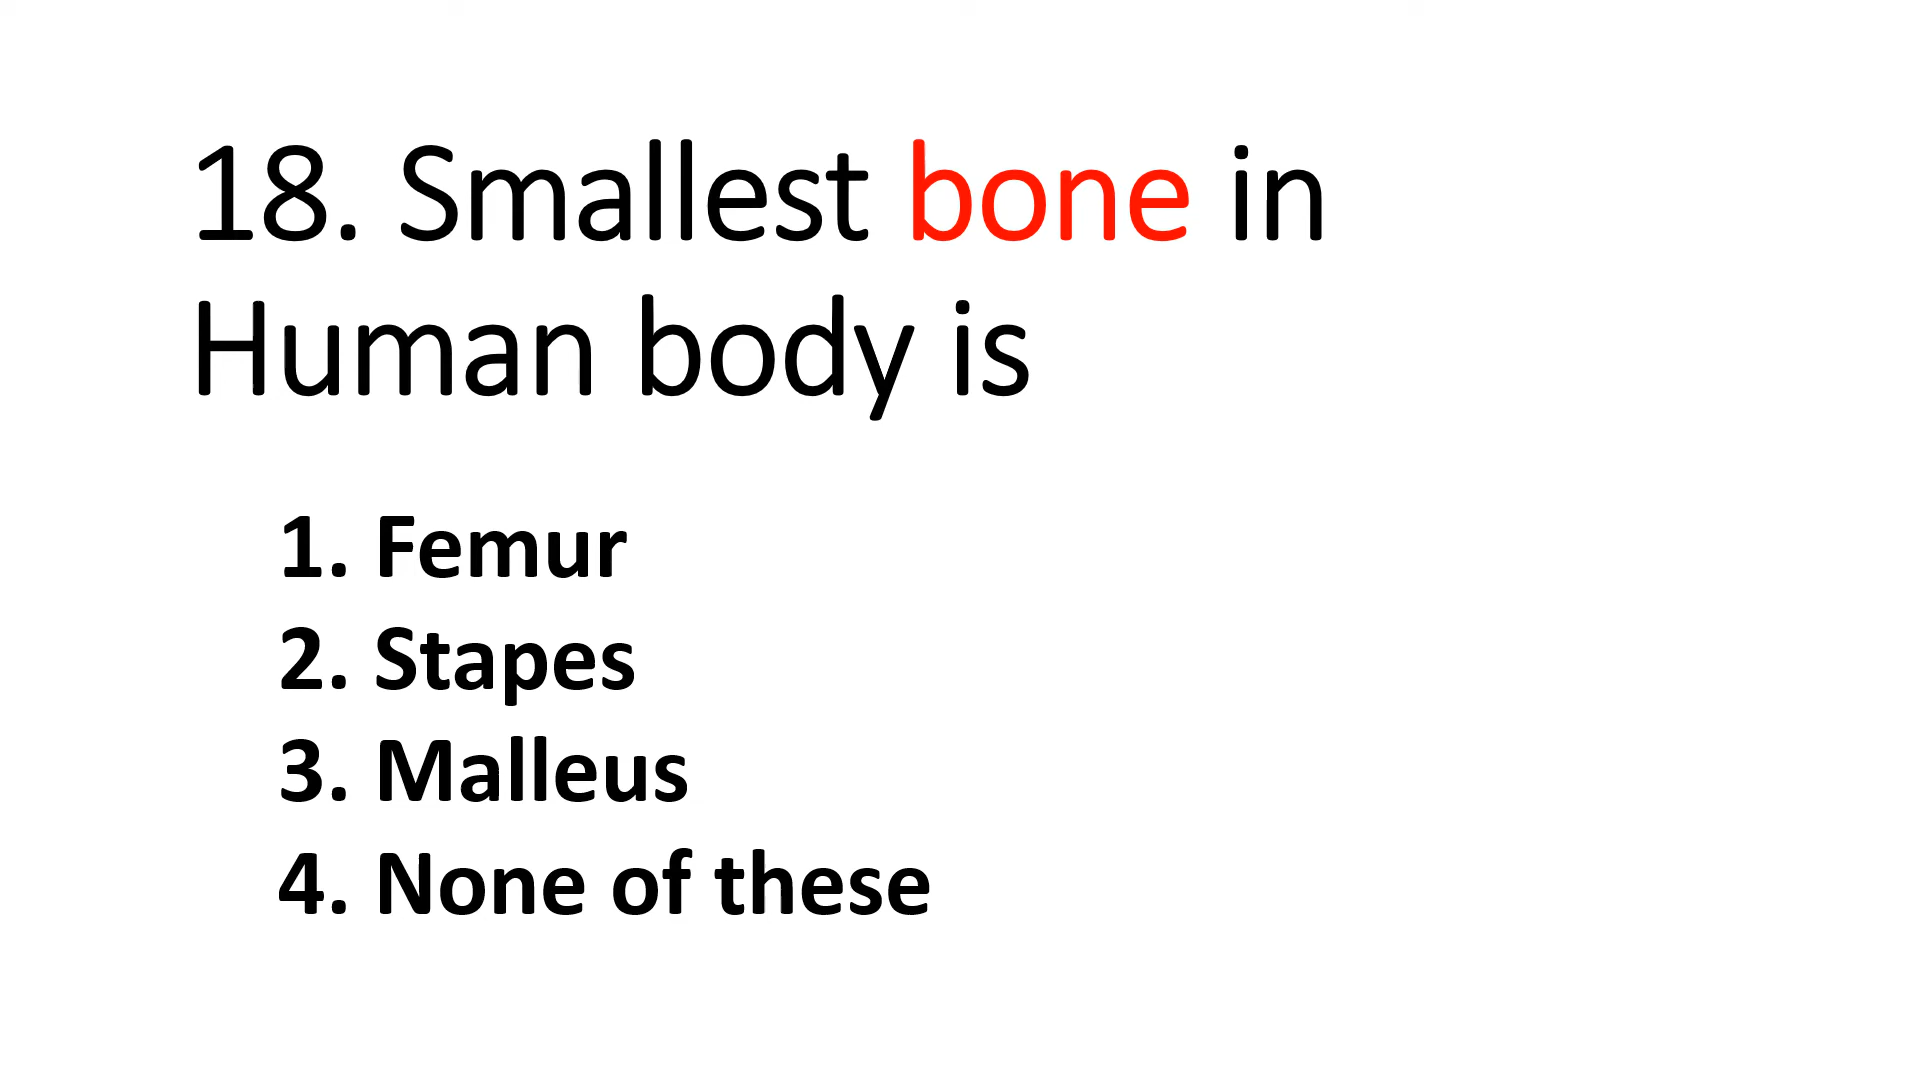 18. Smallest bone in
Human body is
1. Femur
2. Stapes
3. Malleus
4. None of these